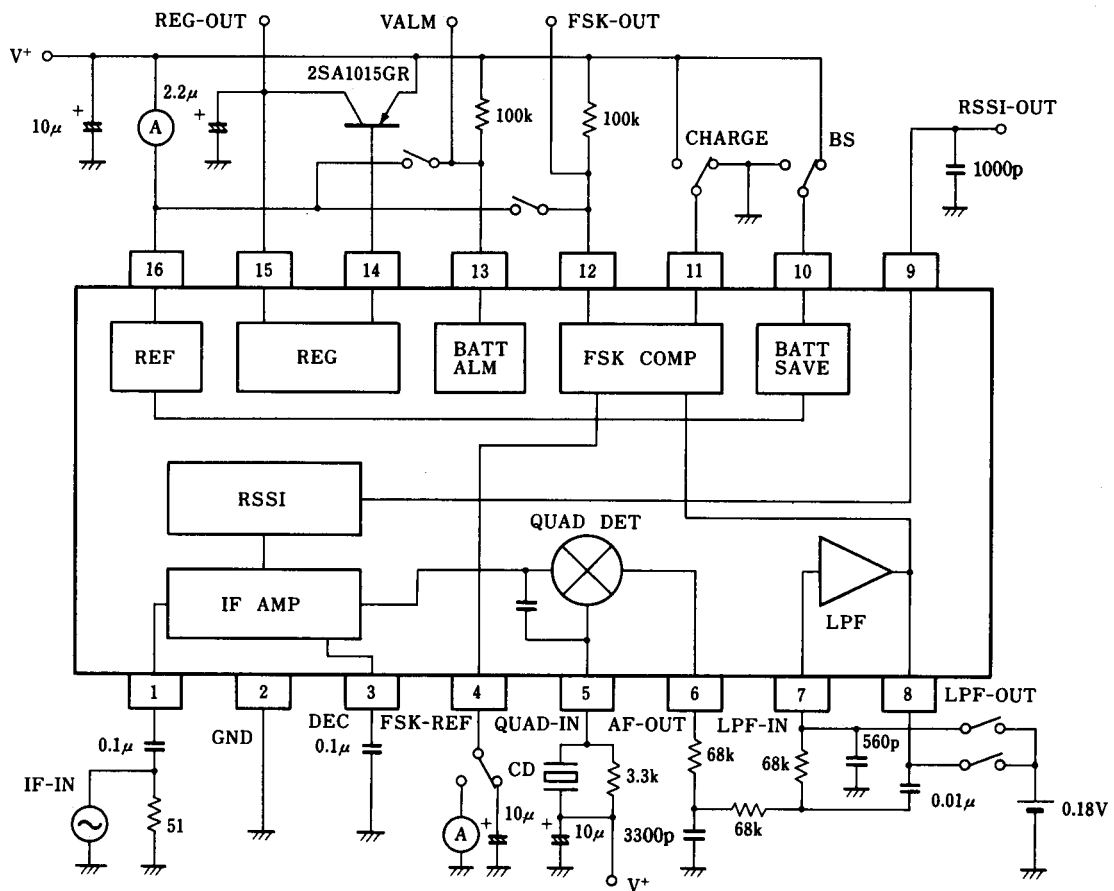 REG-OUT VALM FSK-OUT
V⁺
2SA1015GR
2.2μ
+
10μ
+
A
100k
100k
CHARGE
BS
RSSI-OUT
1000p
16 15 14 13 12 11 10 9
REF
REG
BATT
ALM
FSK COMP
BATT
SAVE
RSSI
QUAD DET
IF AMP
LPF
1 2 3 4 5 6 7 8
LPF-OUT
GND
DEC
FSK-REF
QUAD-IN
AF-OUT
LPF-IN
0.1μ
0.1μ
IF-IN
51
A
+
10μ
CD
3.3k
+
10μ
V⁺
68k
3300p
68k
68k
560p
0.01μ
0.18V